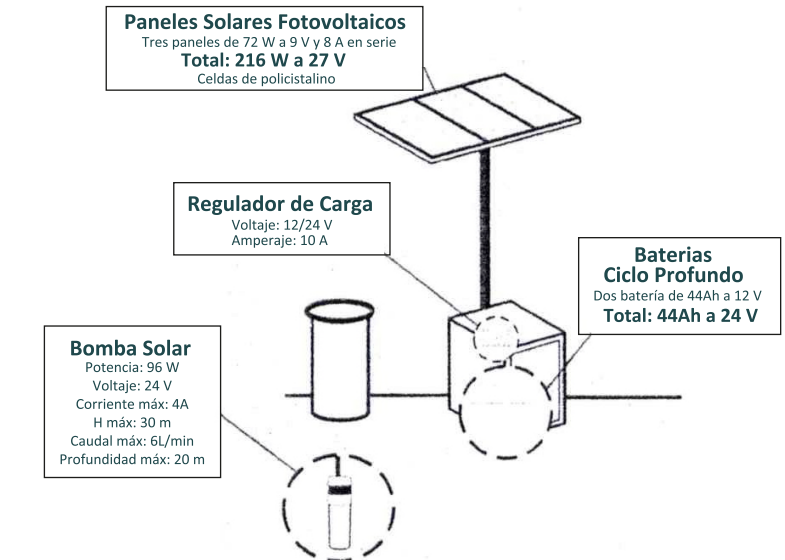 Paneles Solares Fotovoltaicos
Tres paneles de 72 W a 9 V y 8 A en serie
Total: 216 W a 27 V
Celdas de policistalino
Regulador de Carga
Voltaje: 12/24 V
Amperaje: 10 A
Baterias
Ciclo Profundo
Dos batería de 44Ah a 12 V
Total: 44Ah a 24 V
Bomba Solar
Potencia: 96 W
Voltaje: 24 V
Corriente máx: 4A
H máx: 30 m
Caudal máx: 6L/min
Profundidad máx: 20 m